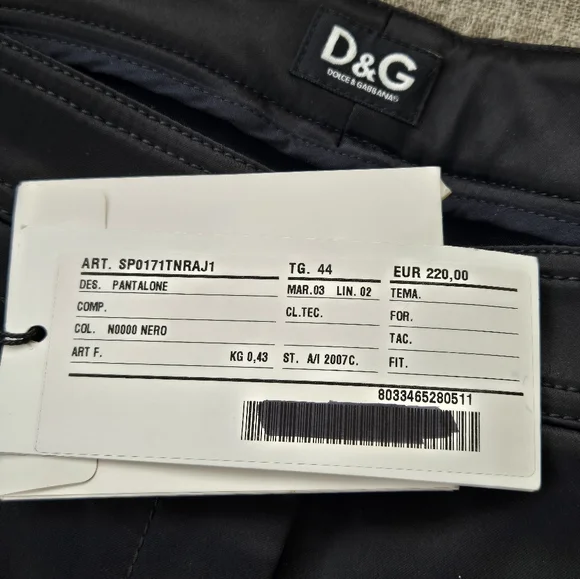 D&G
DOLCE & GABBANA
ART. SP0171TNRAJ1 TG. 44 EUR 220,00
DES. PANTALONE MAR.03 LIN. 02 TEMA.
COMP. CL.TEC. FOR.
COL. N0000 NERO TAC.
ART F. KG 0,43 ST. A/I 2007C. FIT.
8033465280511